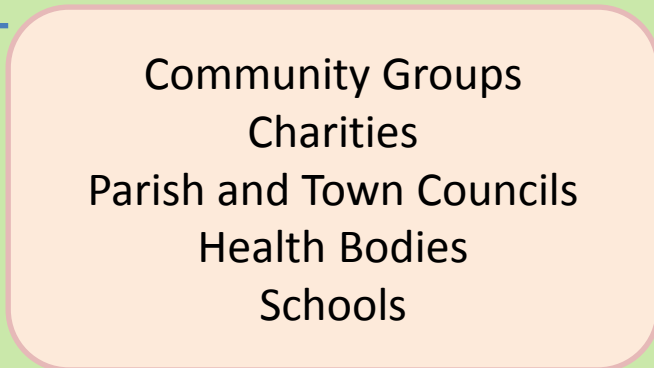 Community Groups
Charities
Parish and Town Councils
Health Bodies
Schools